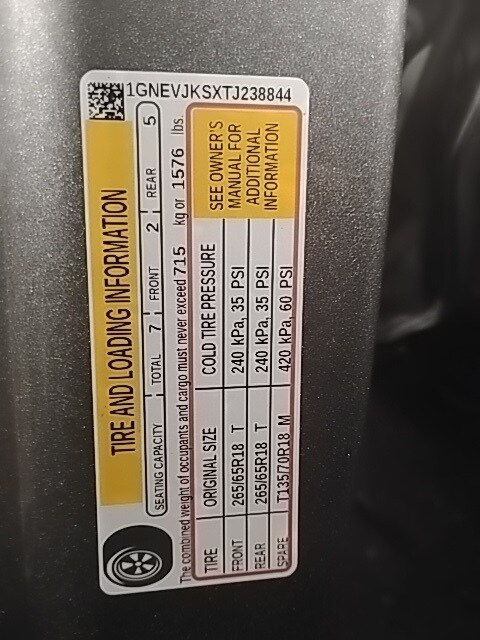 1GNEVJKSXTJ238844
TIRE AND LOADING INFORMATION
SEATING CAPACITY TOTAL 7 FRONT 2 REAR 5
The combined weight of occupants and cargo must never exceed 715 kg or 1576 lbs.
TIRE ORIGINAL SIZE COLD TIRE PRESSURE SEE OWNER'S
FRONT 265/65R18 T 240 kPa, 35 PSI MANUAL FOR
REAR 265/65R18 T 240 kPa, 35 PSI ADDITIONAL
SPARE T135/70R18 M 420 kPa, 60 PSI INFORMATION